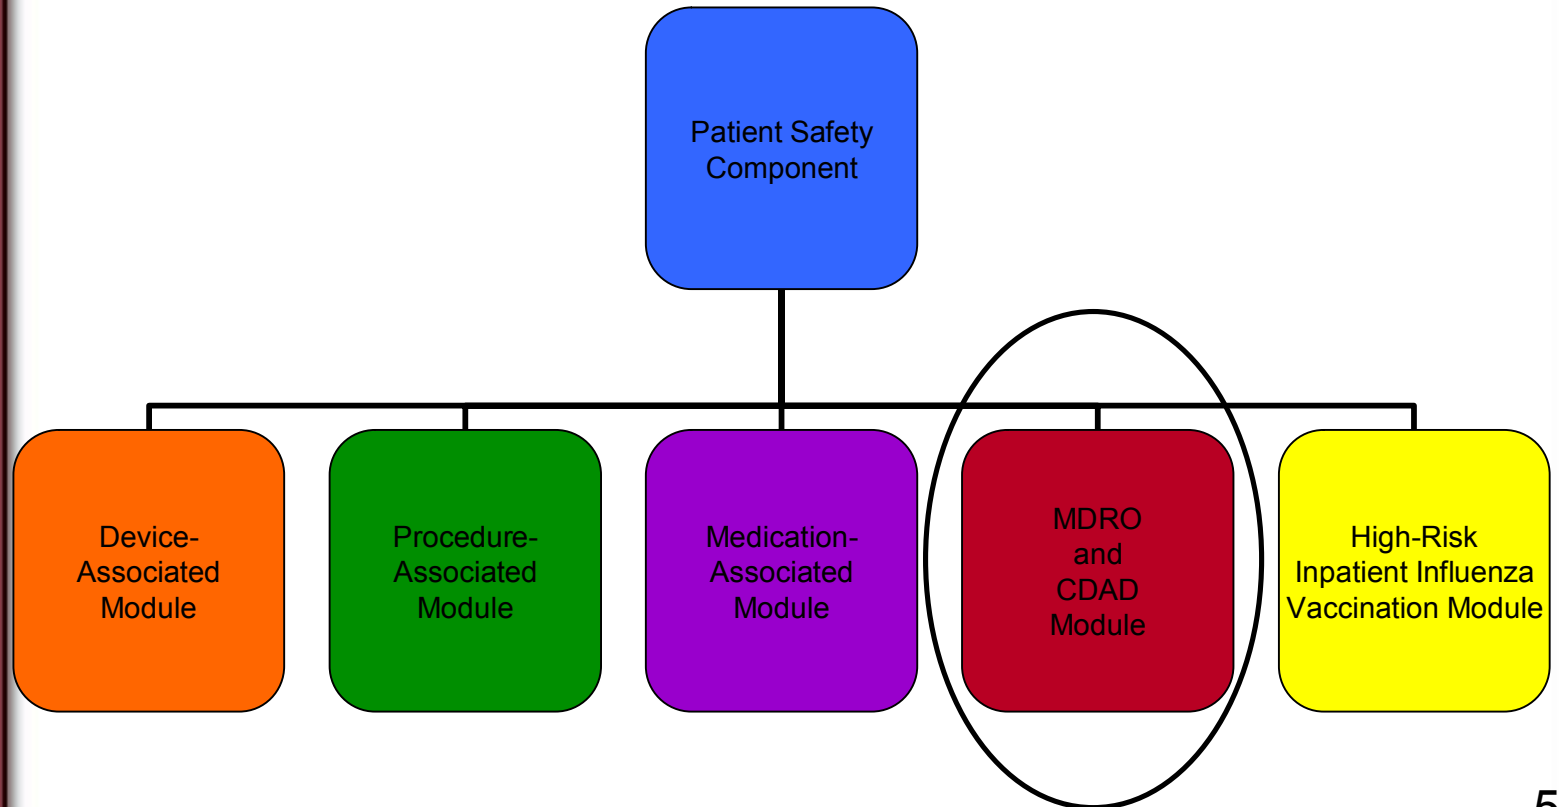 Patient Safety
Component
Device-
Associated
Module
Procedure-
Associated
Module
Medication-
Associated
Module
MDRO
and
CDAD
Module
High-Risk
Inpatient Influenza
Vaccination Module
5